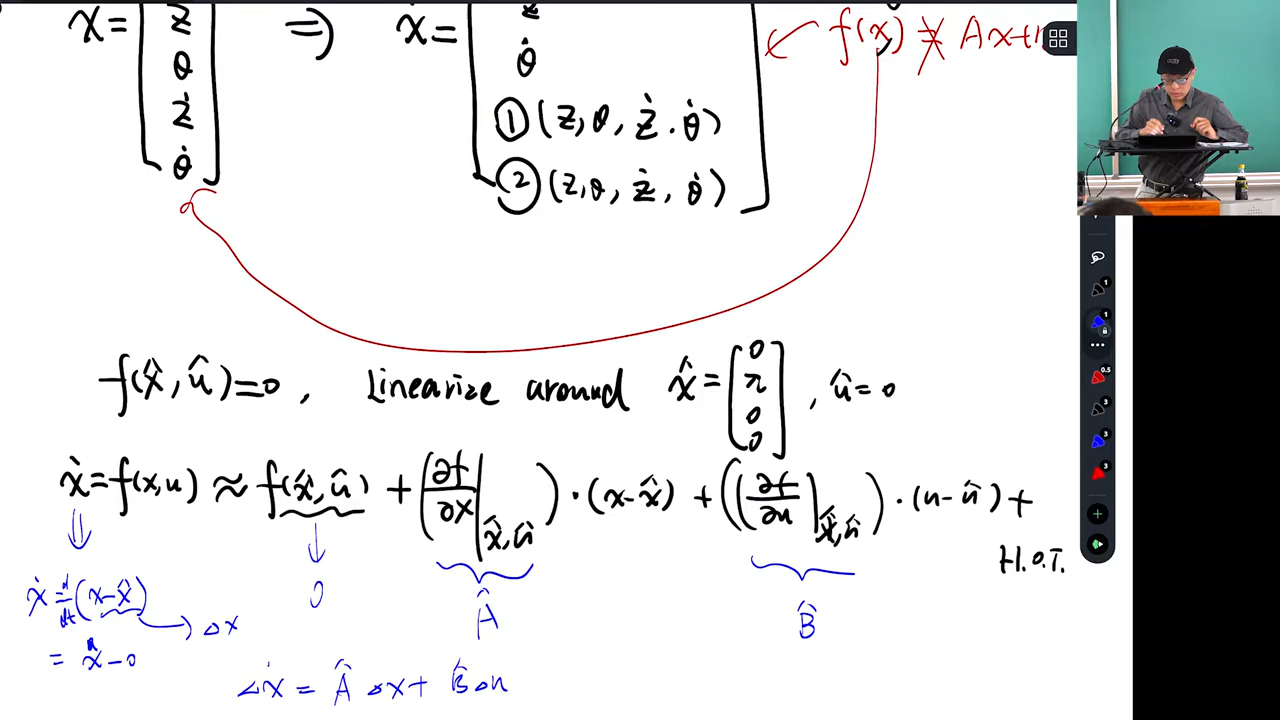 x = [z θ ż θ̇] ⇒ ẋ = [ż θ̇ ①(z, θ, ż, θ̇) ②(z, θ, ż, θ̇)] f(x) ≠ Ax+
f(x̂, û) = 0, Linearize around x̂ = [0 π 0 0], û = 0
ẋ = f(x,u) ≈ f(x̂, û) + (∂f/∂x |x̂,û) · (x-x̂) + ((∂f/∂u |x̂,û) · (u-û) +
H.O.T.
ẋ = d/dt (x-x̂) → Δx
0
Â
B̂
= ẋ - 0
Δẋ = Â Δx + B̂ Δu